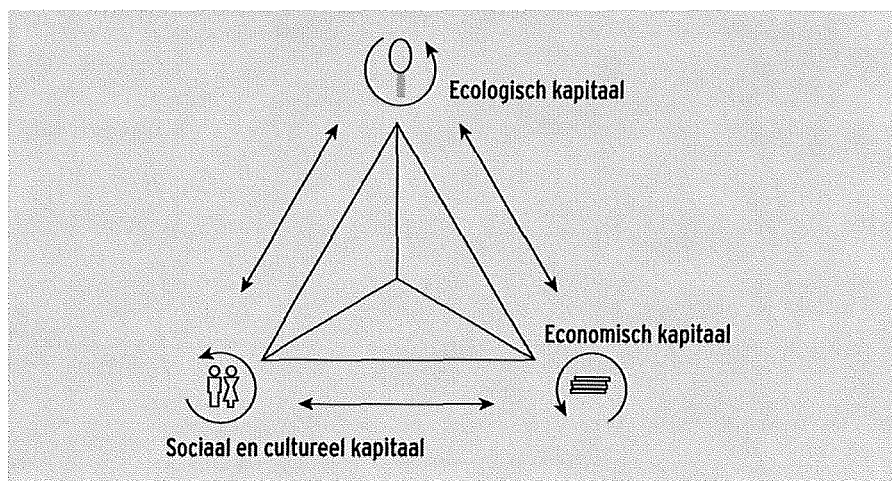 Ecologisch kapitaal
Economisch kapitaal
Sociaal en cultureel kapitaal